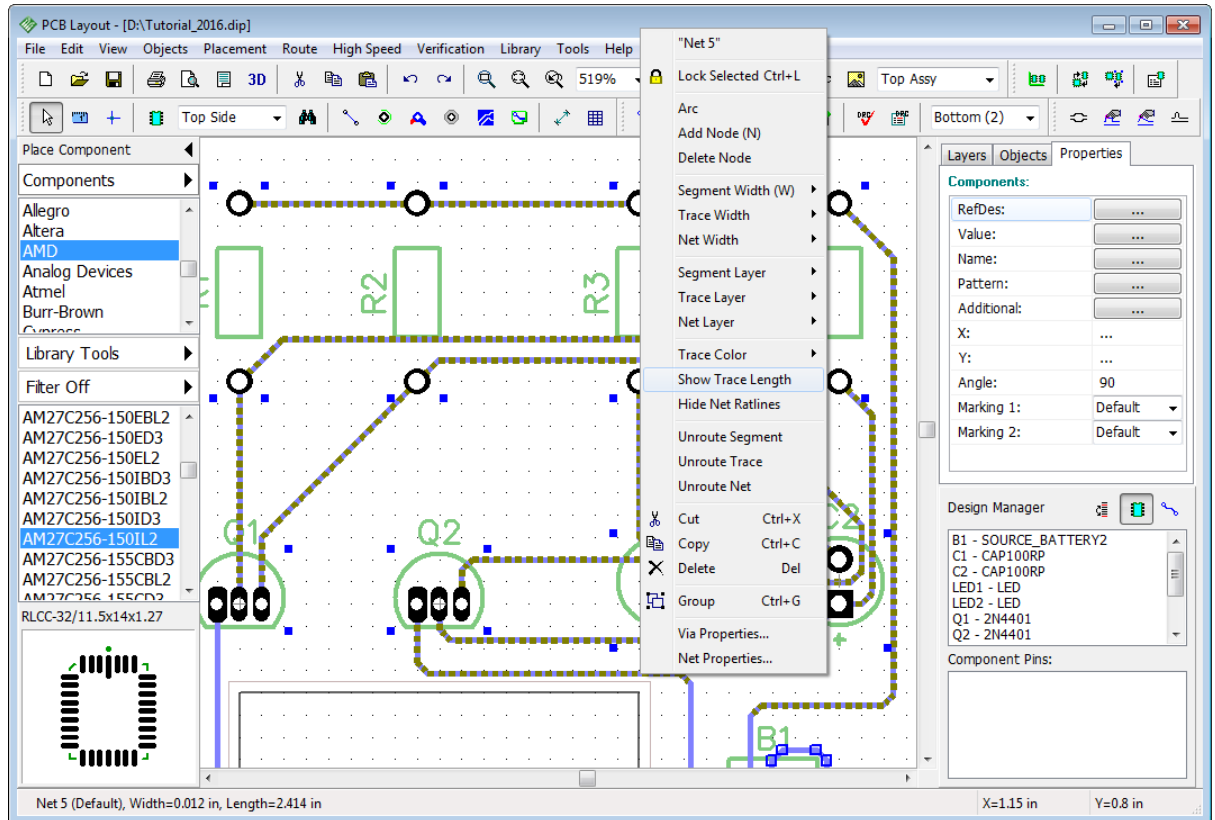 PCB Layout - [D:\Tutorial_2016.dip]
File Edit View Objects Placement Route High Speed Verification Library Tools Help
3D 519% Top Assy
Top Side Bottom (2)
Place Component
Components
Allegro
Altera
AMD
Analog Devices
Atmel
Burr-Brown
Cypress
Library Tools
Filter Off
AM27C256-150EBL2
AM27C256-150ED3
AM27C256-150EL2
AM27C256-150IBD3
AM27C256-150IBL2
AM27C256-150ID3
AM27C256-150IL2
AM27C256-155CBD3
AM27C256-155CBL2
AM27C256-155CD3
RLCC-32/11.5x14x1.27
R2
R3
Q1
Q2
C2
+
B1
"Net 5"
Lock Selected Ctrl+L
Arc
Add Node (N)
Delete Node
Segment Width (W)
Trace Width
Net Width
Segment Layer
Trace Layer
Net Layer
Trace Color
Show Trace Length
Hide Net Ratlines
Unroute Segment
Unroute Trace
Unroute Net
Cut Ctrl+X
Copy Ctrl+C
Delete Del
Group Ctrl+G
Via Properties...
Net Properties...
Layers Objects Properties
Components:
RefDes: ...
Value: ...
Name: ...
Pattern: ...
Additional: ...
X: ...
Y: ...
Angle: 90
Marking 1: Default
Marking 2: Default
Design Manager
B1 - SOURCE_BATTERY2
C1 - CAP100RP
C2 - CAP100RP
LED1 - LED
LED2 - LED
Q1 - 2N4401
Q2 - 2N4401
Component Pins:
Net 5 (Default), Width=0.012 in, Length=2.414 in
X=1.15 in Y=0.8 in